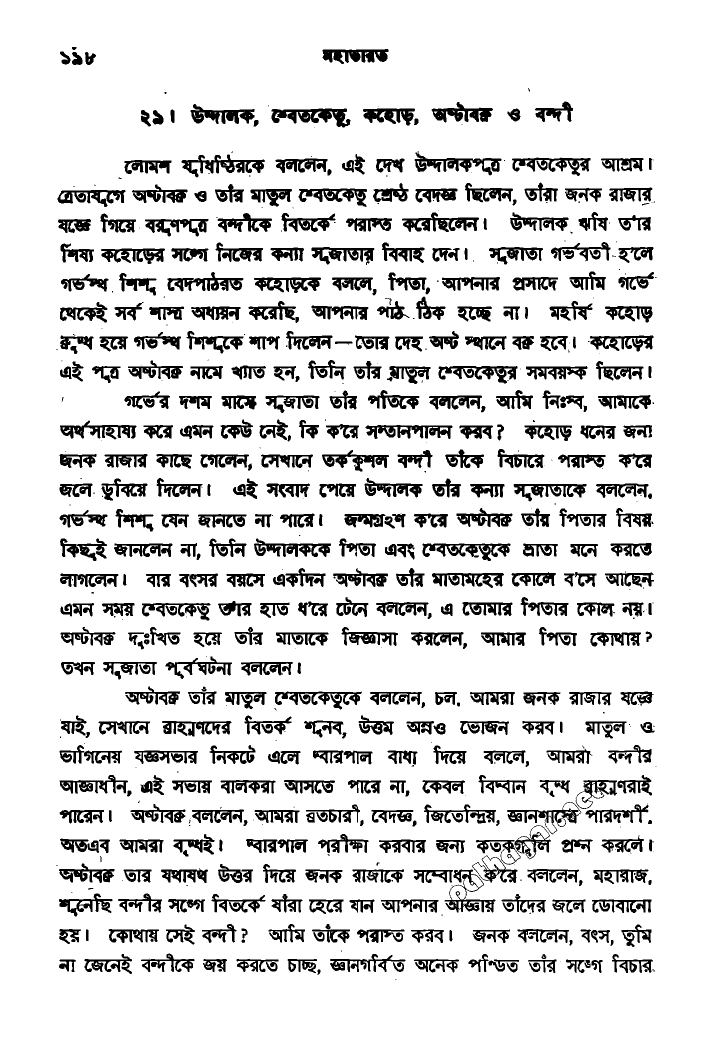 ১৯৮
মহাভারত
২৯। উদ্দালক, শ্বেতকেতু, কহোড়, অষ্টাবক্র ও বন্দী
লোমশ যুধিষ্ঠিরকে বললেন, এই দেখ উদ্দালকপুত্র শ্বেতকেতুর আশ্রম।
ত্রেতাযুগে অষ্টাবক্র ও তাঁর মাতুল শ্বেতকেতু শ্রেষ্ঠ বেদজ্ঞ ছিলেন, তাঁরা জনক রাজার
যজ্ঞে গিয়ে বরুণপুত্র বন্দীকে বিতর্কে পরাস্ত করেছিলেন। উদ্দালক ঋষি তাঁর
শিষ্য কহোড়ের সঙ্গে নিজের কন্যা সুজাতার বিবাহ দেন। সুজাতা গর্ভবতী হ'লে
গর্ভস্থ শিশু বেদপাঠরত কহোড়কে বললে, পিতা, আপনার প্রসাদে আমি গর্ভে
থেকেই সর্ব শাস্ত্র অধ্যয়ন করেছি, আপনার পাঠ ঠিক হচ্ছে না। মহর্ষি কহোড়
ক্রুদ্ধ হয়ে গর্ভস্থ শিশুকে শাপ দিলেন—তোর দেহ অষ্ট স্থানে বক্র হবে। কহোড়ের
এই পুত্র অষ্টাবক্র নামে খ্যাত হন, তিনি তাঁর মাতুল শ্বেতকেতুর সমবয়স্ক ছিলেন।
গর্ভের দশম মাসে সুজাতা তাঁর পতিকে বললেন, আমি নিঃস্ব, আমাকে
অর্থসাহায্য করে এমন কেউ নেই, কি ক'রে সন্তানপালন করব? কহোড় ধনের জন্য
জনক রাজার কাছে গেলেন, সেখানে তর্ককুশল বন্দী তাঁকে বিচারে পরাস্ত ক'রে
জলে ডুবিয়ে দিলেন। এই সংবাদ পেয়ে উদ্দালক তাঁর কন্যা সুজাতাকে বললেন,
গর্ভস্থ শিশু যেন জানতে না পারে। জন্মগ্রহণ ক'রে অষ্টাবক্র তাঁর পিতার বিষয়
কিছুই জানলেন না, তিনি উদ্দালককে পিতা এবং শ্বেতকেতুকে ভ্রাতা মনে করতে
লাগলেন। বার বৎসর বয়সে একদিন অষ্টাবক্র তাঁর মাতামহের কোলে ব'সে আছেন
এমন সময় শ্বেতকেতু তাঁর হাত ধ'রে টেনে বললেন, এ তোমার পিতার কোল নয়।
অষ্টাবক্র দুঃখিত হয়ে তাঁর মাতাকে জিজ্ঞাসা করলেন, আমার পিতা কোথায়?
তখন সুজাতা পূর্বঘটনা বললেন।
অষ্টাবক্র তাঁর মাতুল শ্বেতকেতুকে বললেন, চল, আমরা জনক রাজার যজ্ঞে
যাই, সেখানে ব্রাহ্মণদের বিতর্ক শুনব, উত্তম অন্নও ভোজন করব। মাতুল ও
ভাগিনেয় যজ্ঞসভার নিকটে এলে দ্বারপাল বাধা দিয়ে বললে, আমরা বন্দীর
আজ্ঞাধীন, এই সভায় বালকরা আসতে পারে না, কেবল বিদ্বান বৃদ্ধ ব্রাহ্মণরাই
পারেন। অষ্টাবক্র বললেন, আমরা ব্রতচারী, বেদজ্ঞ, জিতেন্দ্রিয়, জ্ঞানশাস্ত্রে পারদর্শী,
অতএব আমরা বৃদ্ধই। দ্বারপাল পরীক্ষা করবার জন্য কতকগুলি প্রশ্ন করলে।
অষ্টাবক্র তার যথাযথ উত্তর দিয়ে জনক রাজাকে সম্বোধন ক'রে বললেন, মহারাজ,
শুনেছি বন্দীর সঙ্গে বিতর্কে যাঁরা হেরে যান আপনার আজ্ঞায় তাঁদের জলে ডোবানো
হয়। কোথায় সেই বন্দী? আমি তাঁকে পরাস্ত করব। জনক বললেন, বৎস, তুমি
না জেনেই বন্দীকে জয় করতে চাচ্ছ, জ্ঞানগর্বিত অনেক পণ্ডিত তাঁর সঙ্গে বিচার